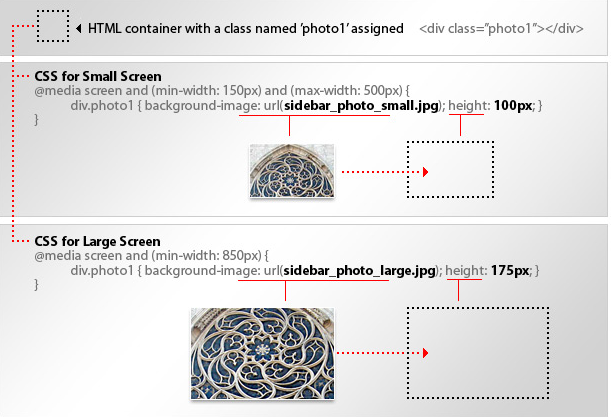 HTML container with a class named 'photo1' assigned <div class="photo1"></div>
CSS for Small Screen
@media screen and (min-width: 150px) and (max-width: 500px) {
div.photo1 { background-image: url(sidebar_photo_small.jpg); height: 100px; }
}
CSS for Large Screen
@media screen and (min-width: 850px) {
div.photo1 { background-image: url(sidebar_photo_large.jpg); height: 175px; }
}